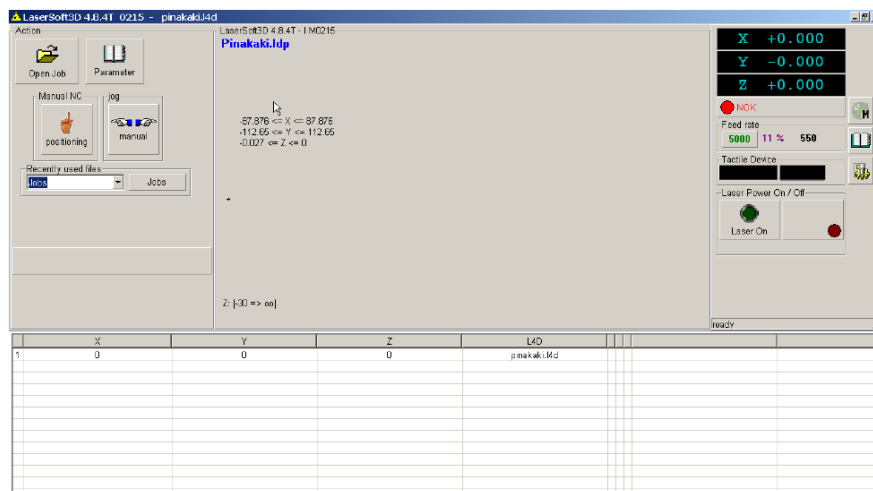 LaserSoft3D 4.8.4T 0215 - pinakaki.l4d
Action
Open Job
Parameter
Manual NC
jog
positioning
manual
Recently used files
Jobs
Jobs
LaserSoft3D 4.8.4T - LM0215
Pinakaki.ldp
-87.876 <= X <= 87.876
-112.65 <= Y <= 112.65
-0.027 <= Z <= 0
Z: [-30 => oo]
X +0.000
Y -0.000
Z +0.000
NOK
Feed rate
5000 11 % 550
Tactile Device
Laser Power On / Off
Laser On
ready
X Y Z L4D
1 0 0 0 pinakaki.l4d